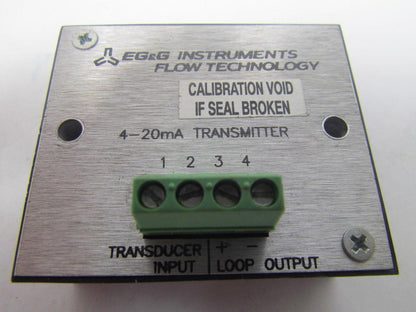 EG&G INSTRUMENTS
FLOW TECHNOLOGY
CALIBRATION VOID
IF SEAL BROKEN
4-20mA TRANSMITTER
1 2 3 4
TRANSDUCER + -
INPUT LOOP OUTPUT